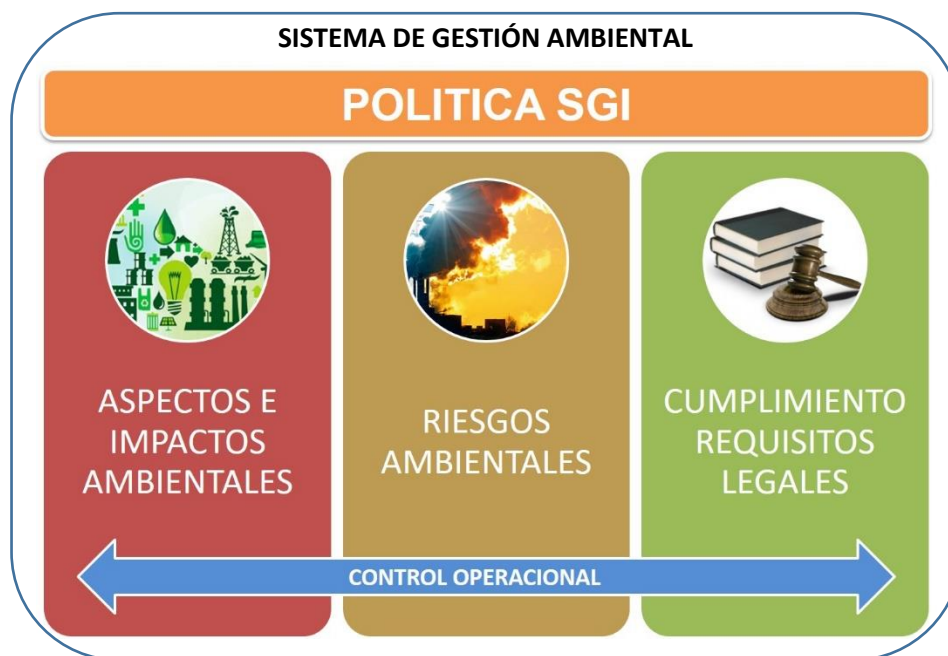 SISTEMA DE GESTIÓN AMBIENTAL
POLITICA SGI
ASPECTOS E
IMPACTOS
AMBIENTALES
RIESGOS
AMBIENTALES
CUMPLIMIENTO
REQUISITOS
LEGALES
CONTROL OPERACIONAL